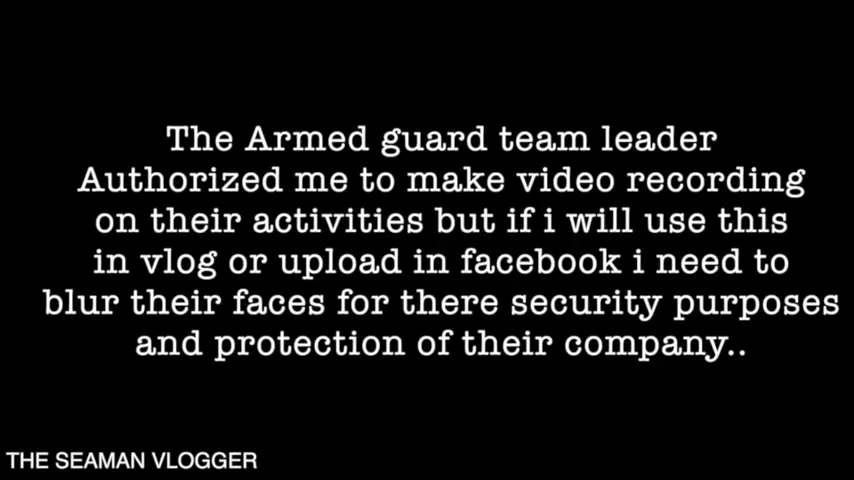 The Armed guard team leader
Authorized me to make video recording
on their activities but if i will use this
in vlog or upload in facebook i need to
blur their faces for there security purposes
and protection of their company..
THE SEAMAN VLOGGER